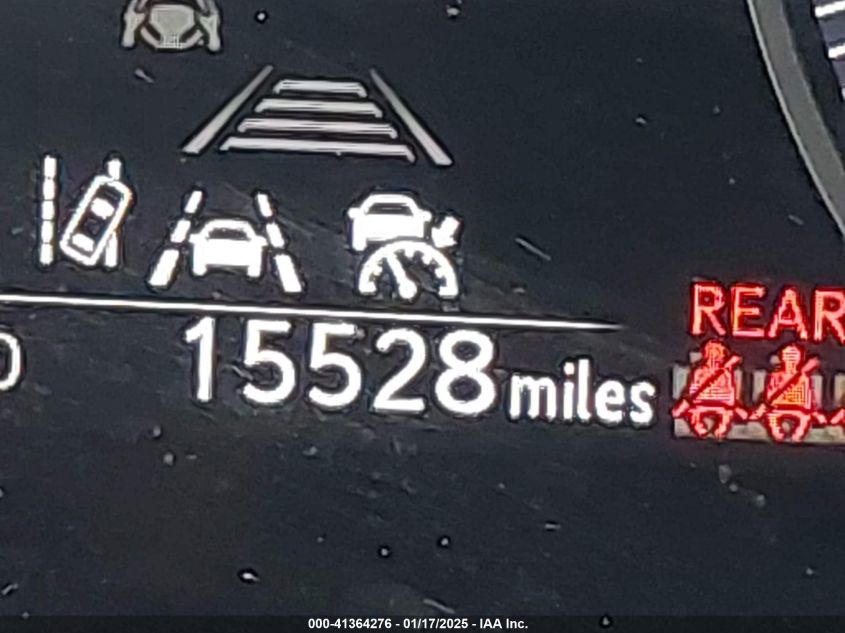 REAR
15528 miles
000-41364276 - 01/17/2025 - IAA Inc.